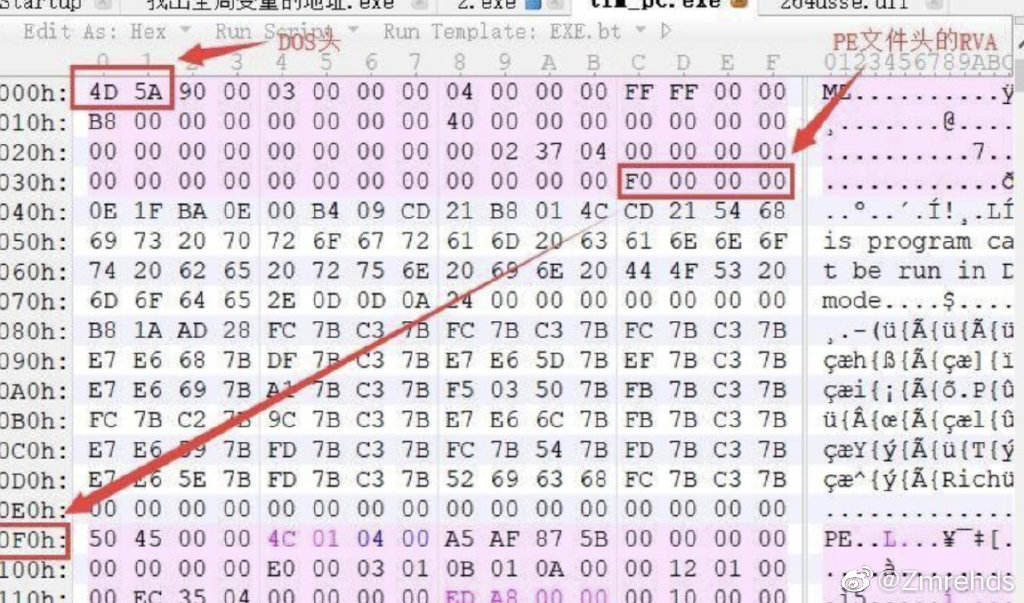 Startup 找出全局变量的地址.exe 2.exe tim_pc.exe
Edit As: Hex Run Script Run Template: EXE.bt
DOS头 PE文件头的RVA
0 1 2 3 4 5 6 7 8 9 A B C D E F 0123456789ABC
000h: 4D 5A 90 00 03 00 00 00 04 00 00 00 FF FF 00 00 MZ..........ÿ
010h: B8 00 00 00 00 00 00 00 40 00 00 00 00 00 00 00 ¸.......@....
020h: 00 00 00 00 00 00 00 00 00 02 37 04 00 00 00 00 ..........7..
030h: 00 00 00 00 00 00 00 00 00 00 00 00 F0 00 00 00 ............ð
040h: 0E 1F BA 0E 00 B4 09 CD 21 B8 01 4C CD 21 54 68 ..º..´.Í!¸.LÍ
050h: 69 73 20 70 72 6F 67 72 61 6D 20 63 61 6E 6E 6F is program ca
060h: 74 20 62 65 20 72 75 6E 20 69 6E 20 44 4F 53 20 t be run in D
070h: 6D 6F 64 65 2E 0D 0D 0A 24 00 00 00 00 00 00 00 mode....$....
080h: B8 1A AD 28 FC 7B C3 7B FC 7B C3 7B FC 7B C3 7B ¸.-(ü{Ã{ü{Ã{ü
090h: E7 E6 68 7B DF 7B C3 7B E7 E6 5D 7B EF 7B C3 7B çæh{ß{Ã{çæ]{ï
0A0h: E7 E6 69 7B A1 7B C3 7B F5 03 50 7B FB 7B C3 7B çæi{¡{Ã{õ.P{û
0B0h: FC 7B C2 7B 9C 7B C3 7B E7 E6 6C 7B FB 7B C3 7B ü{Â{œ{Ã{çæl{û
0C0h: E7 E6 59 7B FD 7B C3 7B FC 7B 54 7B FD 7B C3 7B çæY{ý{Ã{ü{T{ý
0D0h: E7 E6 5E 7B FD 7B C3 7B 52 69 63 68 FC 7B C3 7B çæ^{ý{Ã{Richü
0E0h: 00 00 00 00 00 00 00 00 00 00 00 00 00 00 00 00 .............
0F0h: 50 45 00 00 4C 01 04 00 A5 AF 87 5B 00 00 00 00 PE..L...¥¯‡[.
100h: 00 00 00 00 E0 00 03 01 0B 01 0A 00 00 12 01 00 ....à........
110h: 00 EC 35 04 00 00 00 00 ED A8 00 00 00 10 00 00
@Zmrehds